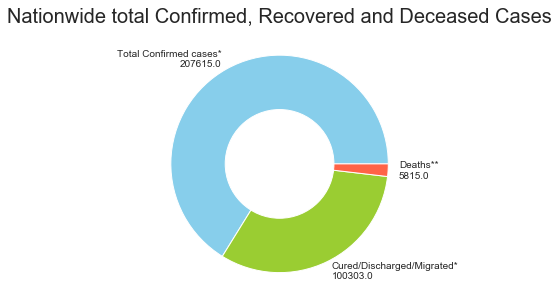 Nationwide total Confirmed, Recovered and Deceased Cases
Total Confirmed cases*
207615.0
Deaths**
5815.0
Cured/Discharged/Migrated*
100303.0